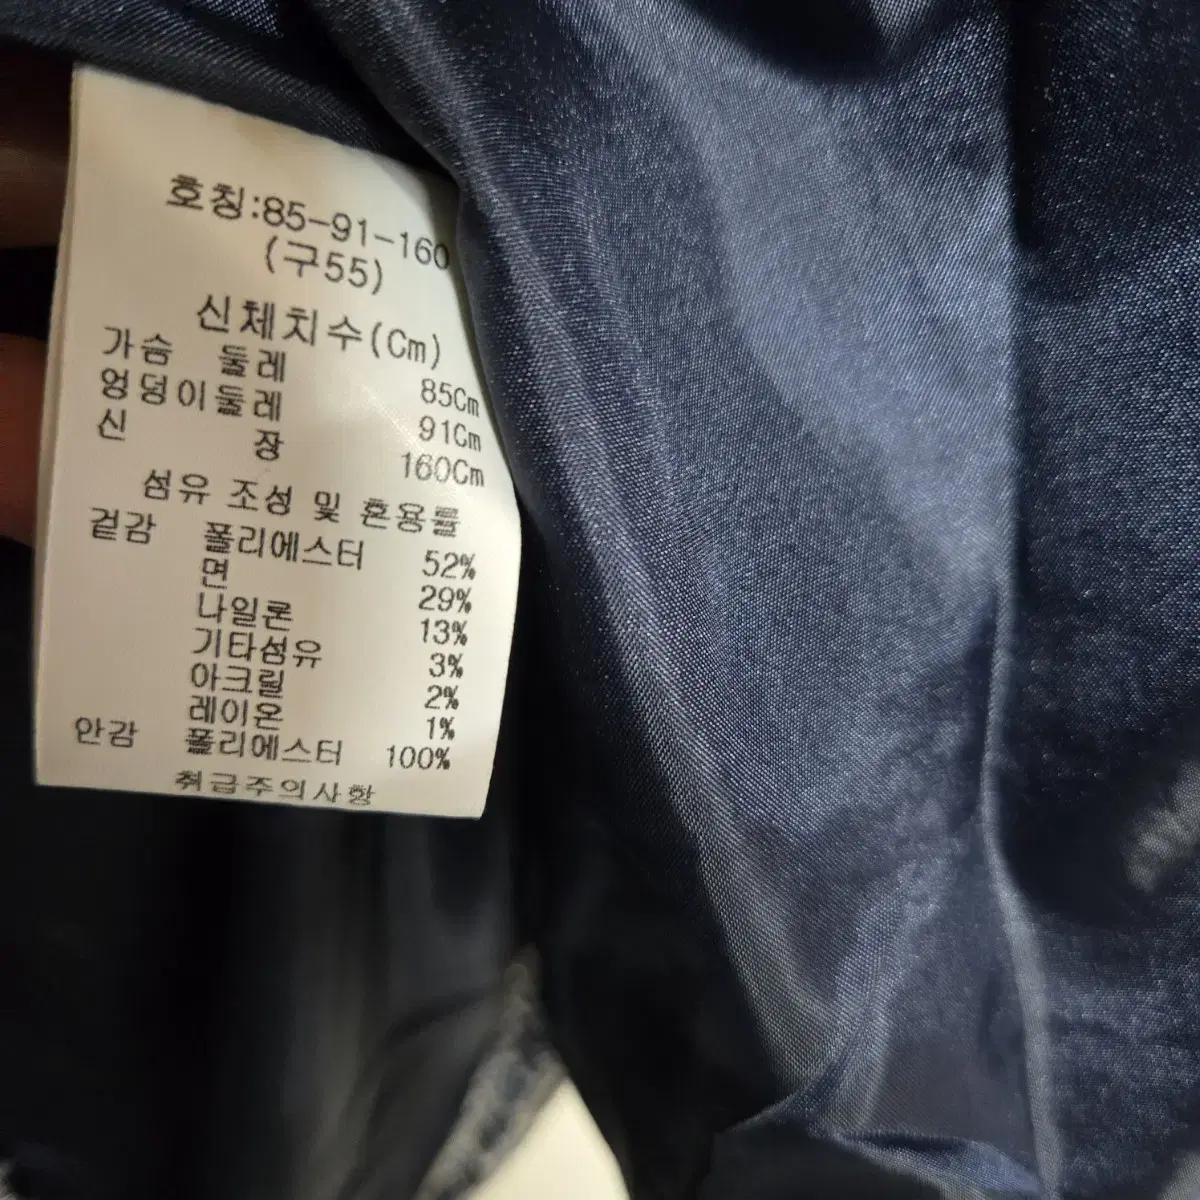 호칭:85-91-160
(구55)
신체치수(Cm)
가슴 둘레 85Cm
엉덩이둘레 91Cm
신 장 160Cm
섬유 조성 및 혼용률
겉감 폴리에스터 52%
면 29%
나일론 13%
기타섬유 3%
아크릴 2%
레이온 1%
안감 폴리에스터 100%
취급주의사항